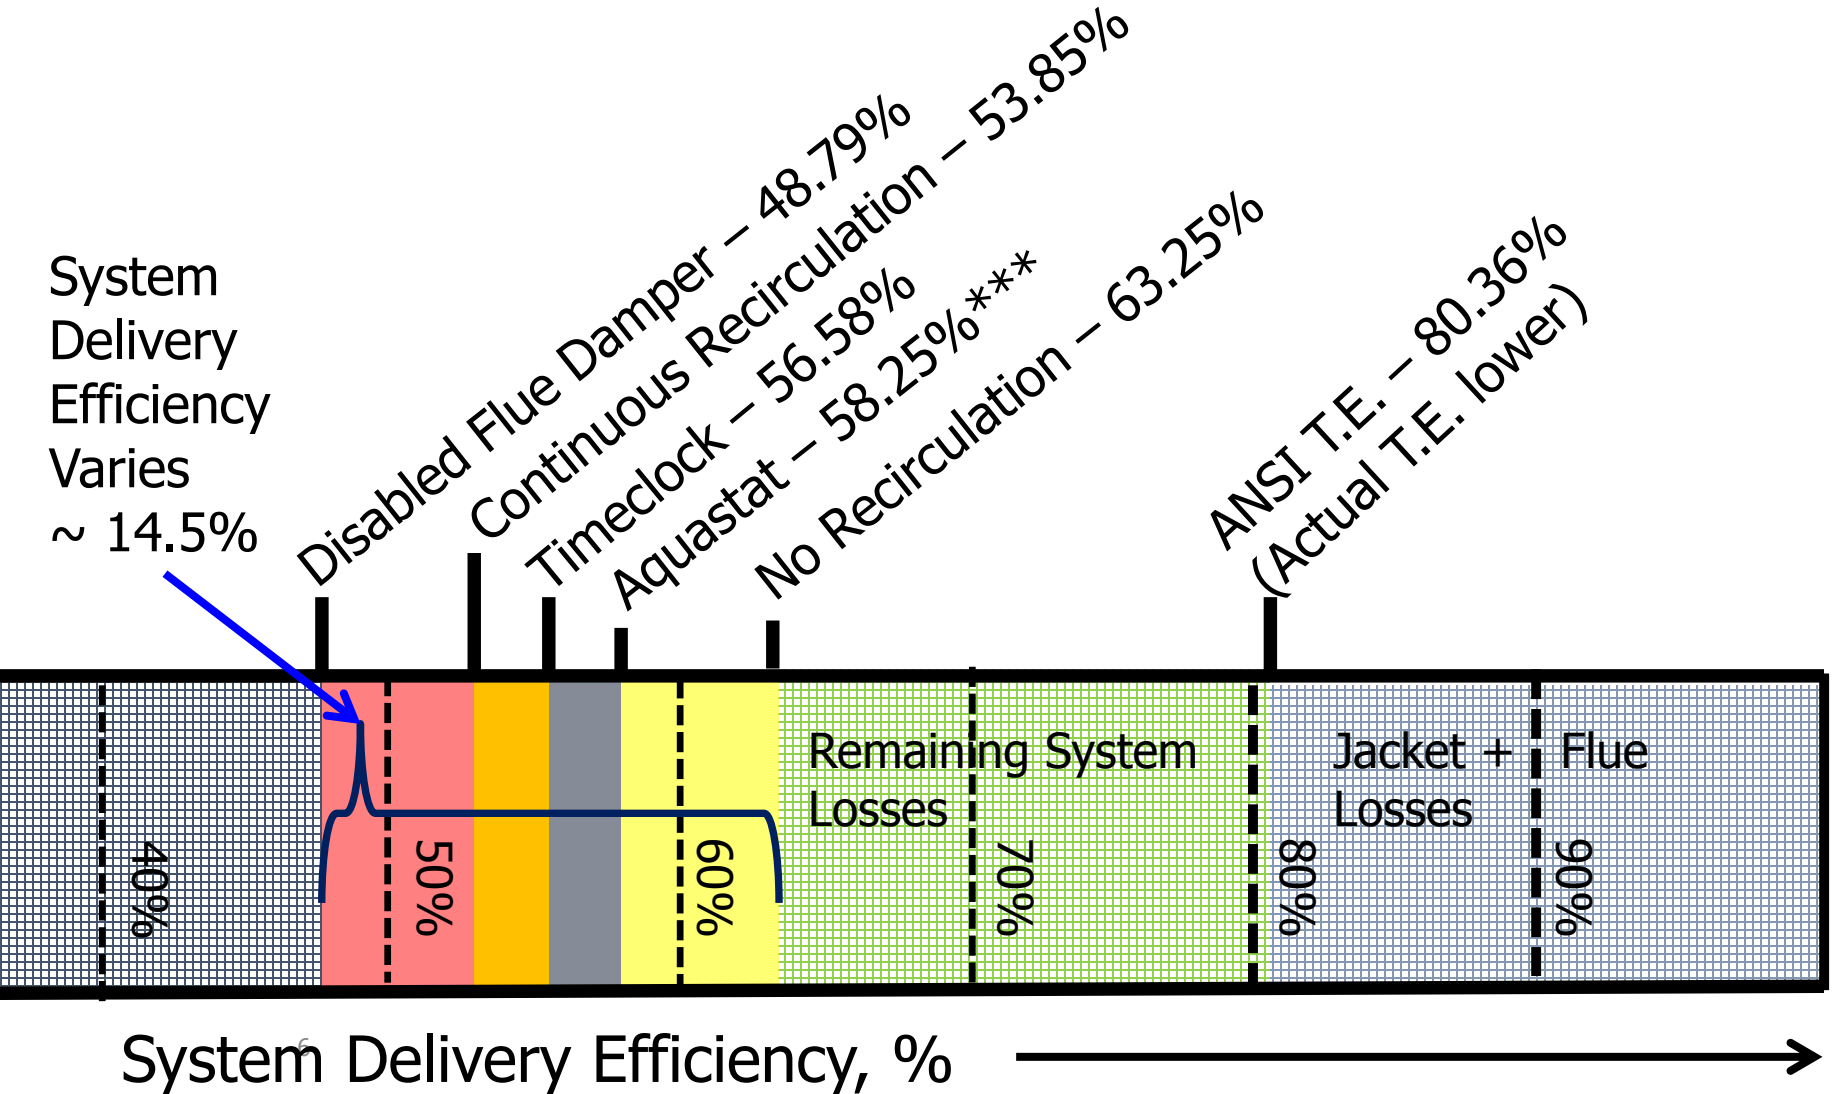 System
Delivery
Efficiency
Varies
~ 14.5%
Disabled Flue Damper – 48.79%
Continuous Recirculation – 53.85%
Timeclock – 56.58%
Aquastat – 58.25%***
No Recirculation – 63.25%
ANSI T.E. – 80.36%
(Actual T.E. lower)
Remaining System
Losses
Jacket + Flue
Losses
40%
50%
60%
70%
80%
90%
System Delivery Efficiency, %
6